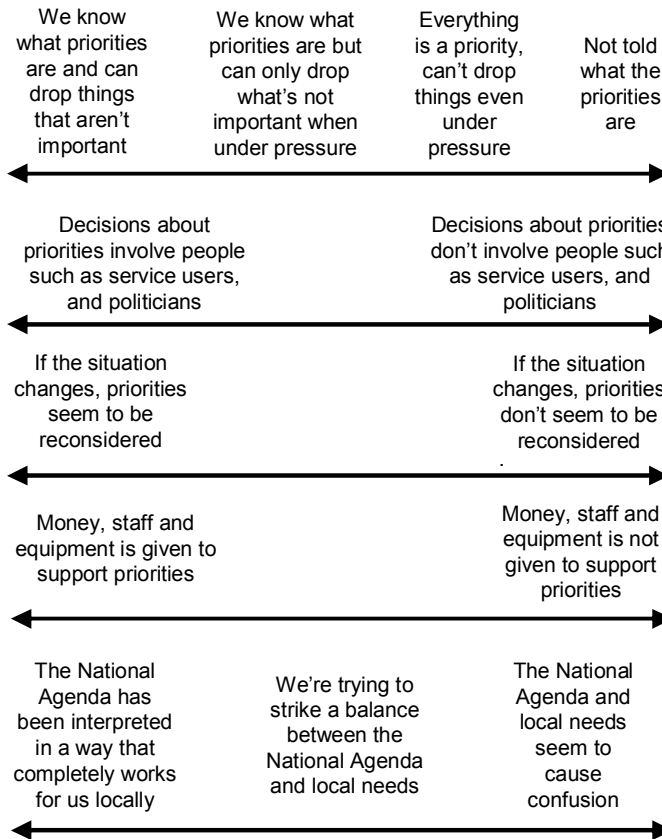 We know
what priorities
are and can
drop things
that aren't
important
We know what
priorities are but
can only drop
what's not
important when
under pressure
Everything
is a priority,
can't drop
things even
under
pressure
Not told
what the
priorities
are
Decisions about
priorities involve people
such as service users,
and politicians
Decisions about priorities
don't involve people such
as service users, and
politicians
If the situation
changes, priorities
seem to be
reconsidered
If the situation
changes, priorities
don't seem to be
reconsidered
.
Money, staff and
equipment is given to
support priorities
Money, staff and
equipment is not
given to support
priorities
The National
Agenda has
been interpreted
in a way that
completely works
for us locally
We're trying to
strike a balance
between the
National Agenda
and local needs
The National
Agenda and
local needs
seem to
cause
confusion